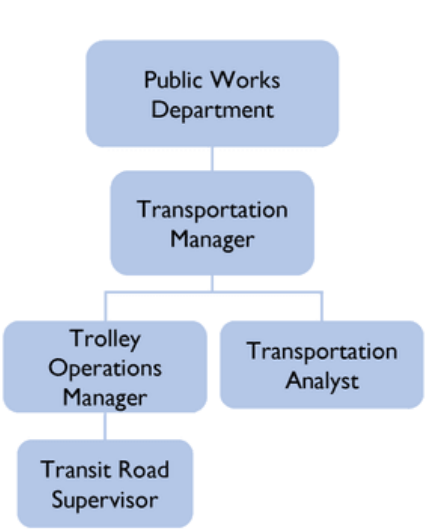 Public Works
Department
Transportation
Manager
Trolley
Operations
Manager
Transportation
Analyst
Transit Road
Supervisor